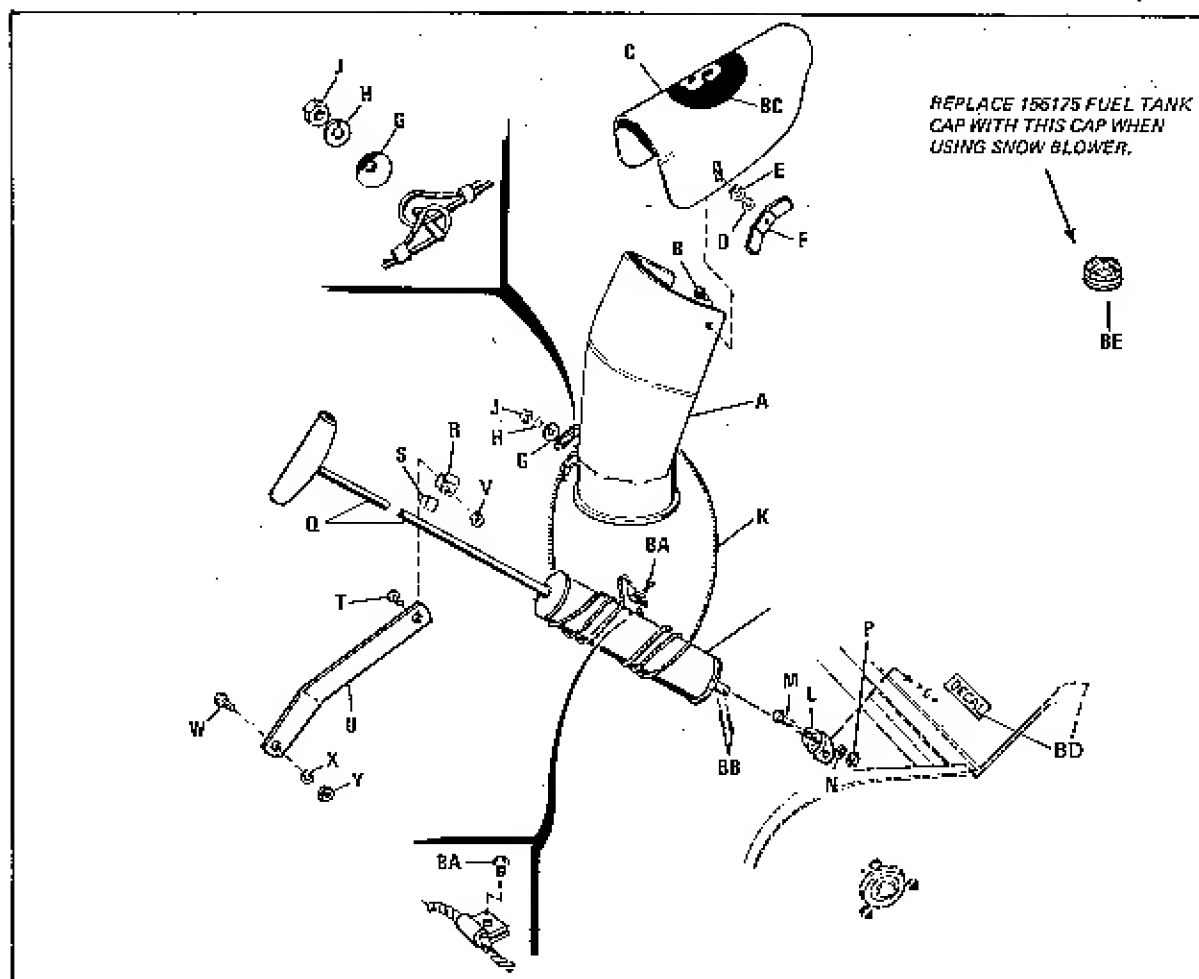 C
J
H
G
BC
REPLACE 156175 FUEL TANK
CAP WITH THIS CAP WHEN
USING SNOW BLOWER.
E
D
F
B
BE
A
J
H
G
R
S
V
K
Q
BA
T
P
M
L
DECAL
W
U
X
Y
BB
N
BD
BA